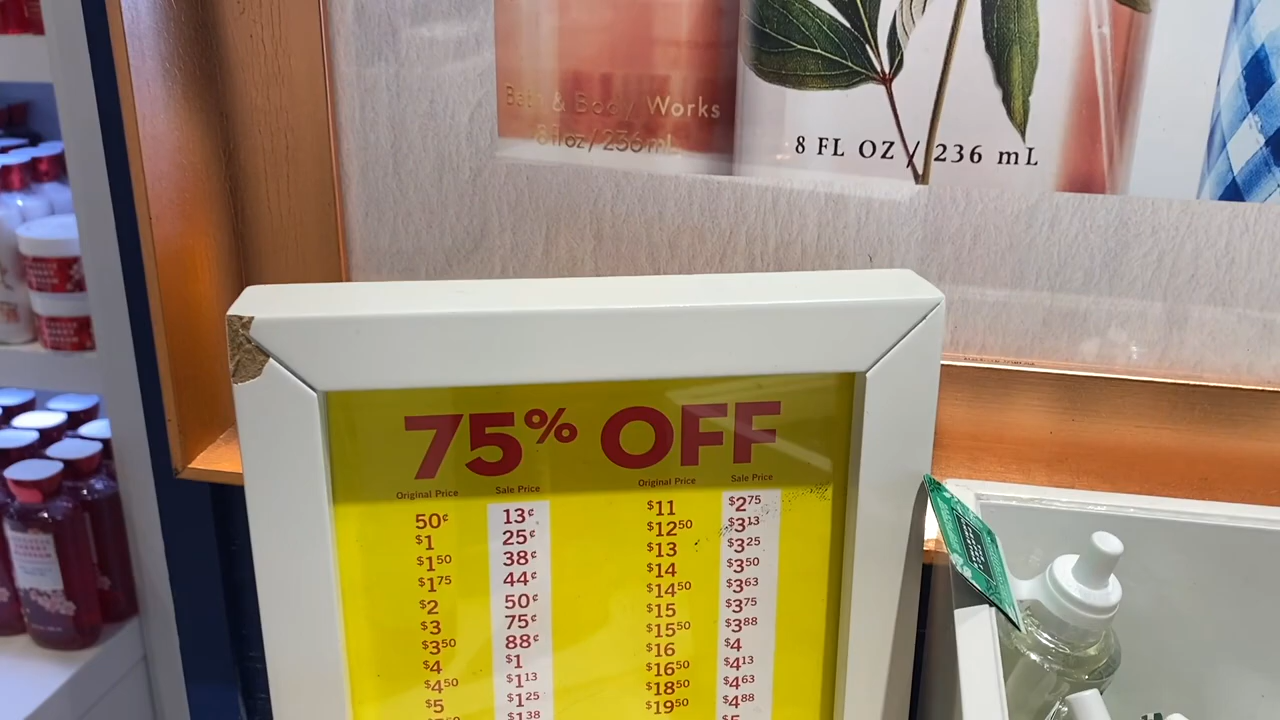 Bath & Body Works
8 fl oz / 236 mL
8 FL OZ / 236 mL
75% OFF
Original Price Sale Price Original Price Sale Price
50¢ 13¢ $11 $2.75
$1 25¢ $12.50 $3.13
$1.50 38¢ $13 $3.25
$1.75 44¢ $14 $3.50
$2 50¢ $14.50 $3.63
$3 75¢ $15 $3.75
$3.50 88¢ $15.50 $3.88
$4 $1 $16 $4
$4.50 $1.13 $16.50 $4.13
$5 $1.25 $18.50 $4.63
$1.38 $19.50 $4.88